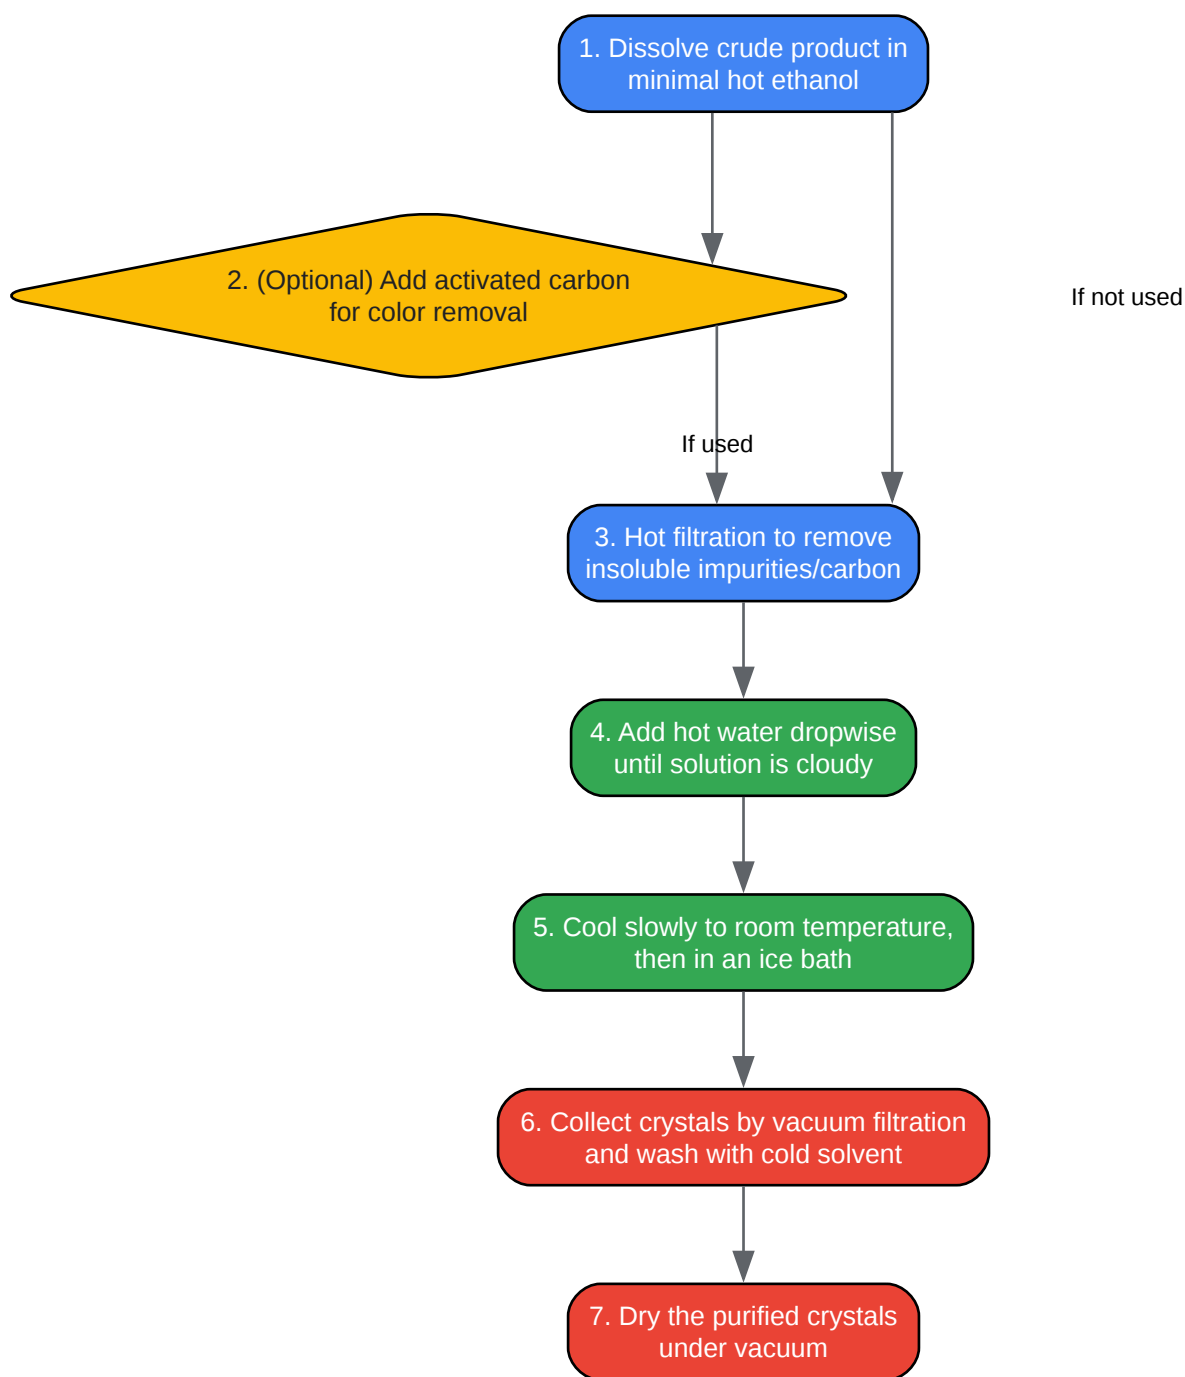 1. Dissolve crude product in
minimal hot ethanol
2. (Optional) Add activated carbon
for color removal
If not used
If used
3. Hot filtration to remove
insoluble impurities/carbon
4. Add hot water dropwise
until solution is cloudy
5. Cool slowly to room temperature,
then in an ice bath
6. Collect crystals by vacuum filtration
and wash with cold solvent
7. Dry the purified crystals
under vacuum